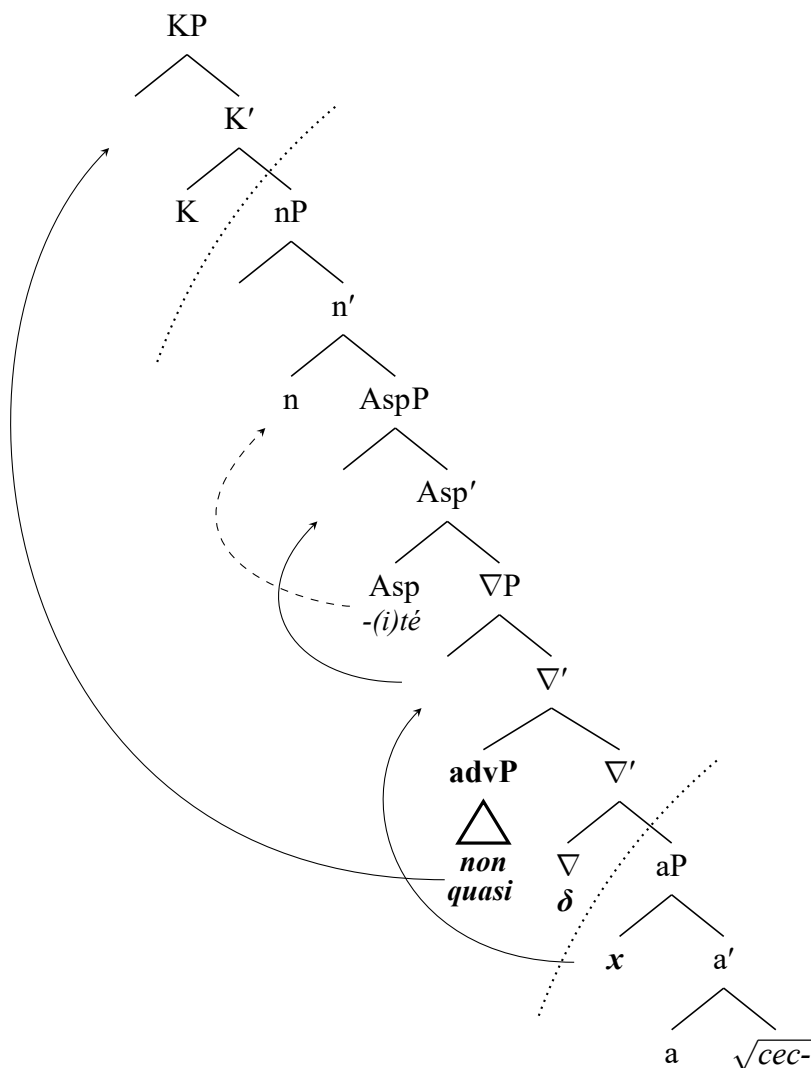 KP
K′
K nP
n′
n AspP
Asp′
Asp ∇P
-(i)té
∇′
advP ∇′
non ∇ aP
quasi δ
x a′
a √cec-